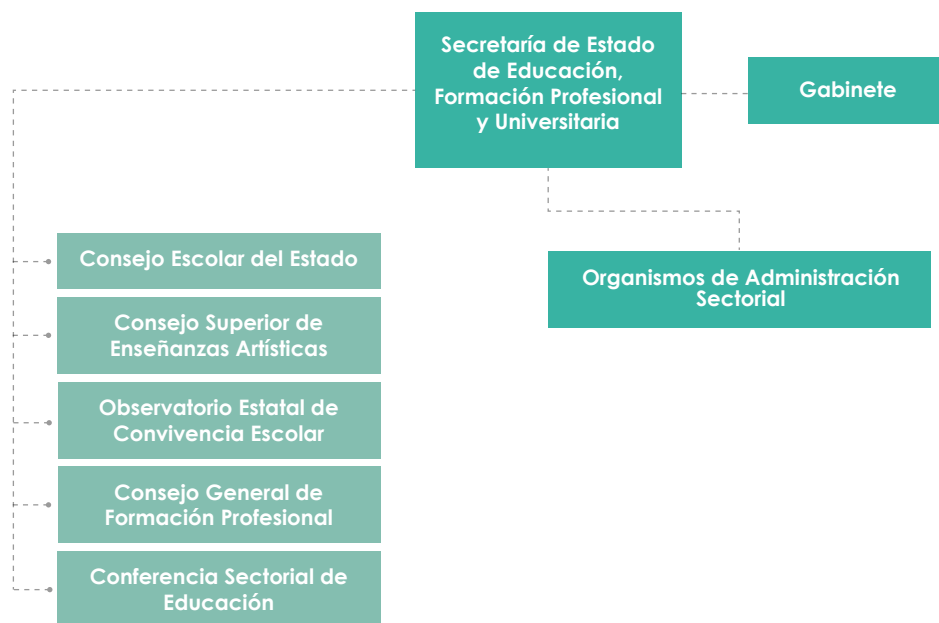 Secretaría de Estado
de Educación,
Formación Profesional
y Universitaria
Gabinete
Consejo Escolar del Estado
Organismos de Administración
Sectorial
Consejo Superior de
Enseñanzas Artísticas
Observatorio Estatal de
Convivencia Escolar
Consejo General de
Formación Profesional
Conferencia Sectorial de
Educación